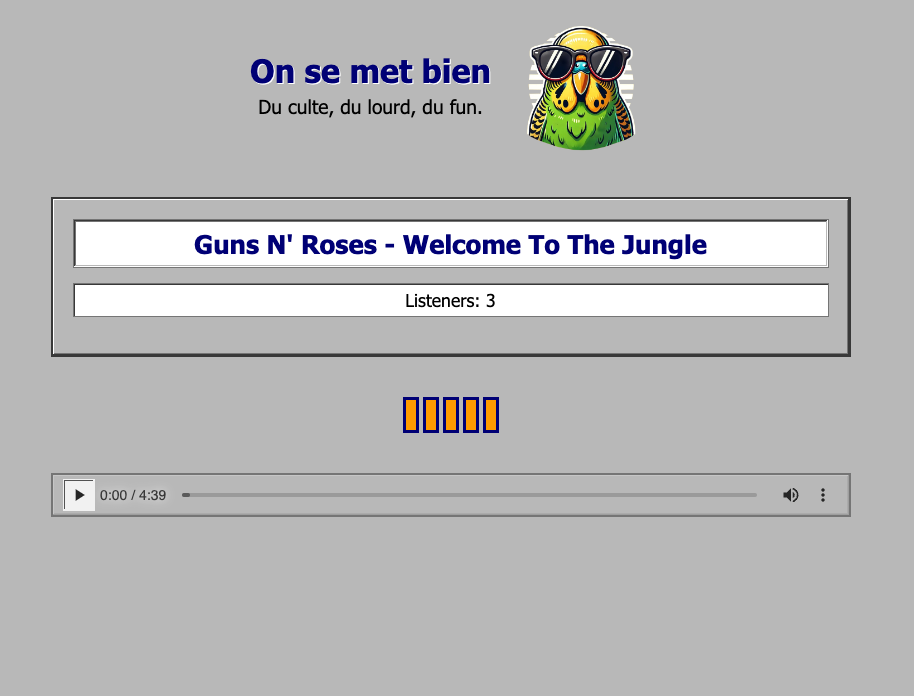 On se met bien
Du culte, du lourd, du fun.
Guns N' Roses - Welcome To The Jungle
Listeners: 3
0:00 / 4:39